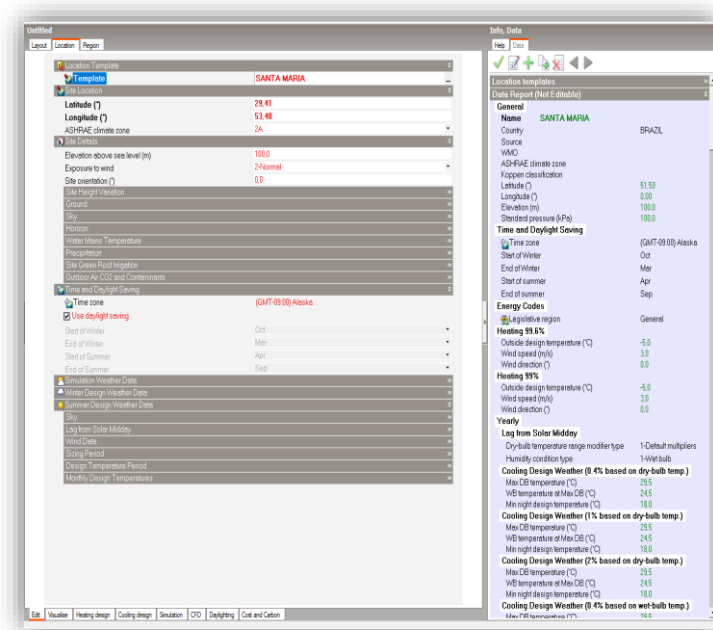 Untitled
Layout Location Region
Location Template
Template SANTA MARIA
Site Location
Latitude (°) 29,41
Longitude (°) 53,48
ASHRAE climate zone 2A
Site Details
Elevation above sea level (m) 100,0
Exposure to wind 2-Normal
Site orientation (°) 0,0
Site Height Variation
Ground
Sky
Horizon
Water Mains Temperature
Precipitation
Site Green Roof Irrigation
Outdoor Air CO2 and Contaminants
Time and Daylight Saving
Time zone (GMT-09:00) Alaska
Use daylight saving
Start of Winter Oct
End of Winter Mar
Start of Summer Apr
End of Summer Sep
Simulation Weather Data
Winter Design Weather Data
Summer Design Weather Data
Sky
Lag from Solar Midday
Wind Data
Sizing Period
Design Temperature Period
Monthly Design Temperatures
Edit Visualise Heating design Cooling design Simulation CFD Daylighting Cost and Carbon
Info, Data
Help Data
Location templates
Data Report (Not Editable)
General
Name SANTA MARIA
Country BRAZIL
Source
WMO
ASHRAE climate zone
Koppen classification
Latitude (°) 51,50
Longitude (°) 0,00
Elevation (m) 100,0
Standard pressure (kPa) 100,0
Time and Daylight Saving
Time zone (GMT-09:00) Alaska
Start of Winter Oct
End of Winter Mar
Start of summer Apr
End of summer Sep
Energy Codes
Legislative region General
Heating 99.6%
Outside design temperature (°C) -5,0
Wind speed (m/s) 3,0
Wind direction (°) 0,0
Heating 99%
Outside design temperature (°C) -5,0
Wind speed (m/s) 3,0
Wind direction (°) 0,0
Yearly
Lag from Solar Midday
Dry-bulb temperature range modifier type 1-Default multipliers
Humidity condition type 1-Wet bulb
Cooling Design Weather (0.4% based on dry-bulb temp.)
Max DB temperature (°C) 29,5
WB temperature at Max DB (°C) 24,5
Min night design temperature (°C) 18,0
Cooling Design Weather (1% based on dry-bulb temp.)
Max DB temperature (°C) 29,5
WB temperature at Max DB (°C) 24,5
Min night design temperature (°C) 18,0
Cooling Design Weather (2% based on dry-bulb temp.)
Max DB temperature (°C) 29,5
WB temperature at Max DB (°C) 24,5
Min night design temperature (°C) 18,0
Cooling Design Weather (0.4% based on wet-bulb temp.)
Max DB temperature (°C) 29,5